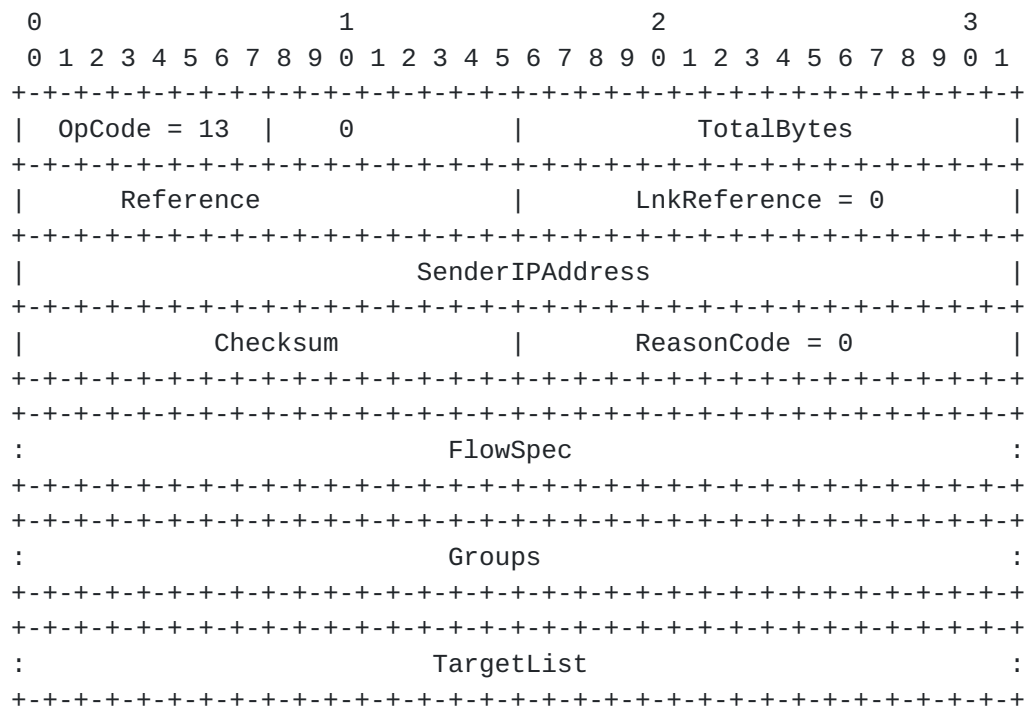 0                   1                   2                   3
 0 1 2 3 4 5 6 7 8 9 0 1 2 3 4 5 6 7 8 9 0 1 2 3 4 5 6 7 8 9 0 1
+-+-+-+-+-+-+-+-+-+-+-+-+-+-+-+-+-+-+-+-+-+-+-+-+-+-+-+-+-+-+-+-+
|  OpCode = 13  |    0          |           TotalBytes          |
+-+-+-+-+-+-+-+-+-+-+-+-+-+-+-+-+-+-+-+-+-+-+-+-+-+-+-+-+-+-+-+-+
|      Reference                |       LnkReference = 0        |
+-+-+-+-+-+-+-+-+-+-+-+-+-+-+-+-+-+-+-+-+-+-+-+-+-+-+-+-+-+-+-+-+
|                         SenderIPAddress                       |
+-+-+-+-+-+-+-+-+-+-+-+-+-+-+-+-+-+-+-+-+-+-+-+-+-+-+-+-+-+-+-+-+
|            Checksum           |       ReasonCode = 0          |
+-+-+-+-+-+-+-+-+-+-+-+-+-+-+-+-+-+-+-+-+-+-+-+-+-+-+-+-+-+-+-+-+
+-+-+-+-+-+-+-+-+-+-+-+-+-+-+-+-+-+-+-+-+-+-+-+-+-+-+-+-+-+-+-+-+
:                           FlowSpec                            :
+-+-+-+-+-+-+-+-+-+-+-+-+-+-+-+-+-+-+-+-+-+-+-+-+-+-+-+-+-+-+-+-+
+-+-+-+-+-+-+-+-+-+-+-+-+-+-+-+-+-+-+-+-+-+-+-+-+-+-+-+-+-+-+-+-+
:                           Groups                              :
+-+-+-+-+-+-+-+-+-+-+-+-+-+-+-+-+-+-+-+-+-+-+-+-+-+-+-+-+-+-+-+-+
+-+-+-+-+-+-+-+-+-+-+-+-+-+-+-+-+-+-+-+-+-+-+-+-+-+-+-+-+-+-+-+-+
:                          TargetList                           :
+-+-+-+-+-+-+-+-+-+-+-+-+-+-+-+-+-+-+-+-+-+-+-+-+-+-+-+-+-+-+-+-+